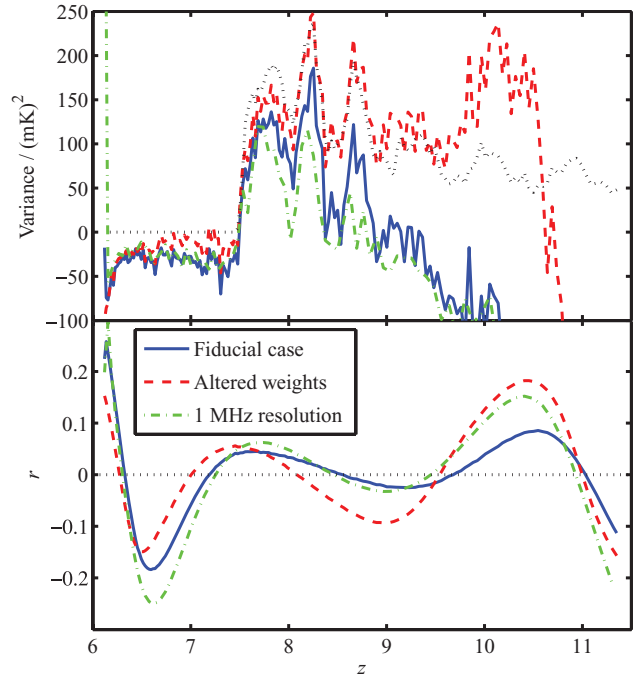 250
200
150
100
50
0
−50
−100
Variance / (mK)²
Fiducial case
Altered weights
1 MHz resolution
0.2
0.1
0
−0.1
−0.2
r
6 7 8 9 10 11
z